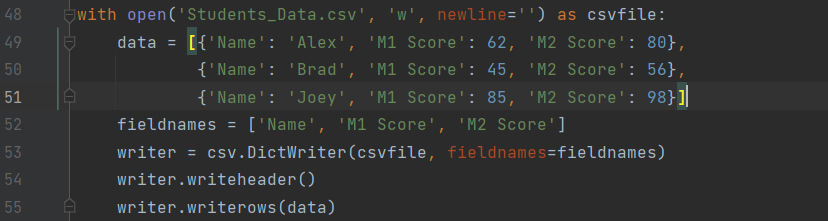 48 with open('Students_Data.csv', 'w', newline='') as csvfile:
49     data = [{'Name': 'Alex', 'M1 Score': 62, 'M2 Score': 80},
50             {'Name': 'Brad', 'M1 Score': 45, 'M2 Score': 56},
51             {'Name': 'Joey', 'M1 Score': 85, 'M2 Score': 98}]
52     fieldnames = ['Name', 'M1 Score', 'M2 Score']
53     writer = csv.DictWriter(csvfile, fieldnames=fieldnames)
54     writer.writeheader()
55     writer.writerows(data)